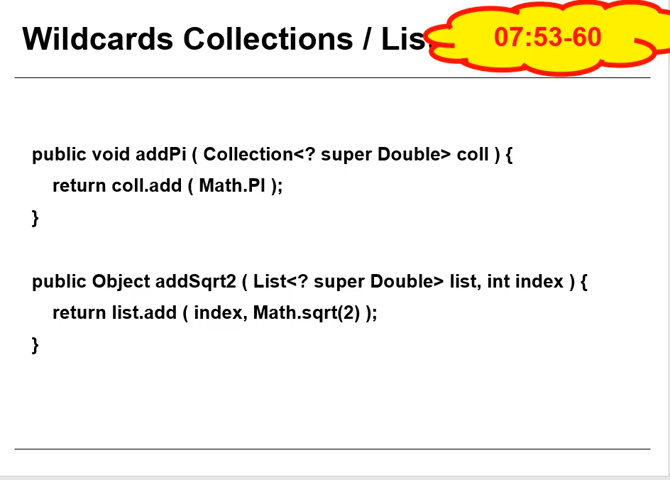 Wildcards Collections / Lis
07:53-60
public void addPi ( Collection<? super Double> coll ) {
return coll.add ( Math.PI );
}
public Object addSqrt2 ( List<? super Double> list, int index ) {
return list.add ( index, Math.sqrt(2) );
}